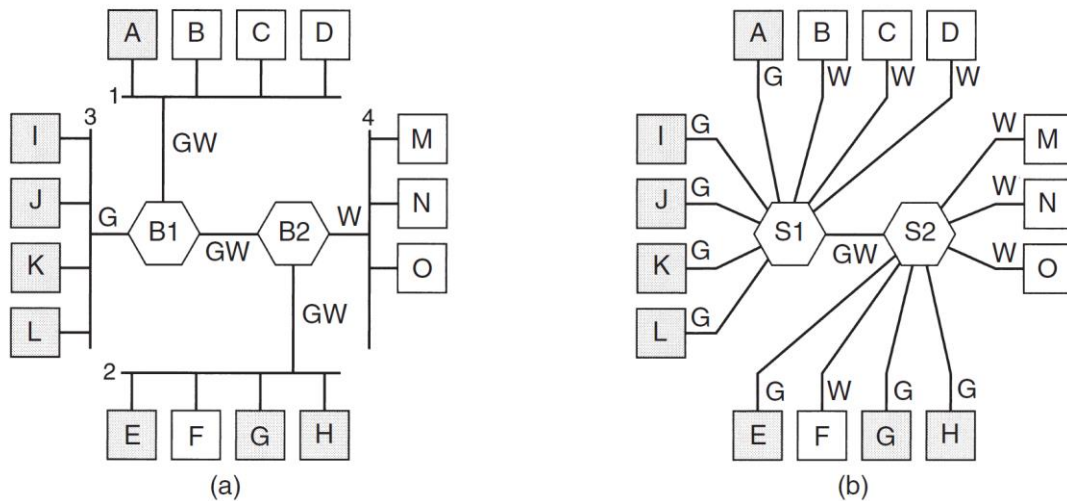 A B C D
1
GW
3
I
J
K
L
G
B1
GW
B2
W
4
M
N
O
GW
2
E F G H
(a)
A B C D
G W W W
I G
J G
K G
L G
S1
GW
S2
W M
W N
W O
G W G G
E F G H
(b)